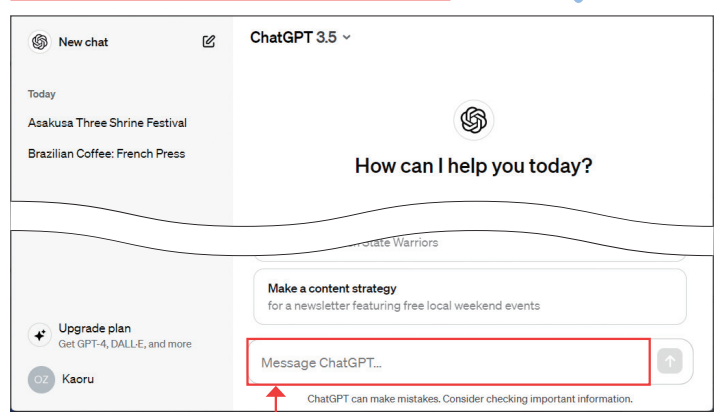 New chat
ChatGPT 3.5
Today
Asakusa Three Shrine Festival
Brazilian Coffee: French Press
How can I help you today?
State Warriors
Make a content strategy
for a newsletter featuring free local weekend events
Upgrade plan
Get GPT-4, DALL·E, and more
Message ChatGPT...
OZ Kaoru
ChatGPT can make mistakes. Consider checking important information.